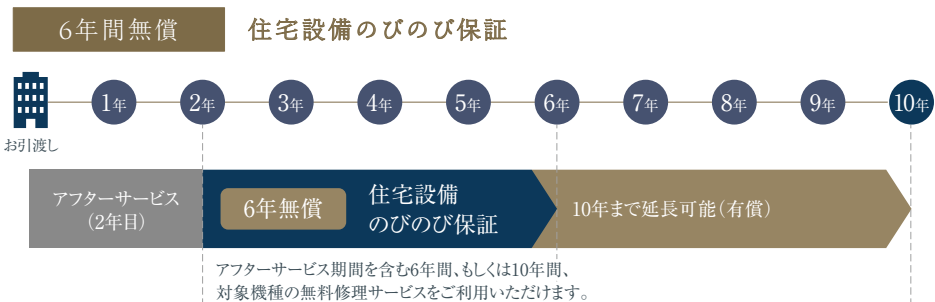 6年間無償
住宅設備のびのび保証
1年 2年 3年 4年 5年 6年 7年 8年 9年 10年
お引渡し
アフターサービス
(2年目)
6年無償
住宅設備
のびのび保証
10年まで延長可能(有償)
アフターサービス期間を含む6年間、もしくは10年間、
対象機種の無料修理サービスをご利用いただけます。